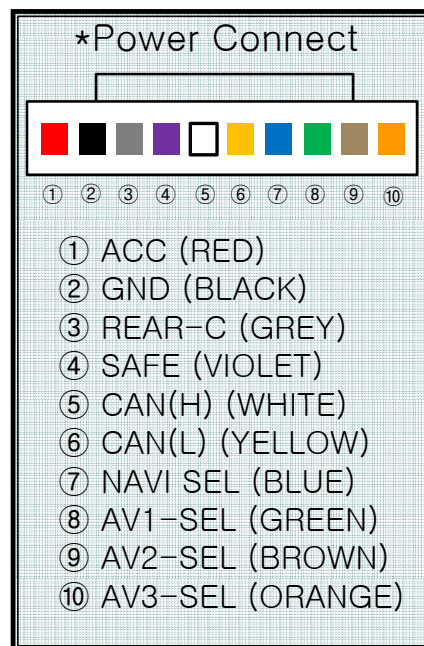 *Power Connect
① ② ③ ④ ⑤ ⑥ ⑦ ⑧ ⑨ ⑩
① ACC (RED)
② GND (BLACK)
③ REAR-C (GREY)
④ SAFE (VIOLET)
⑤ CAN(H) (WHITE)
⑥ CAN(L) (YELLOW)
⑦ NAVI SEL (BLUE)
⑧ AV1-SEL (GREEN)
⑨ AV2-SEL (BROWN)
⑩ AV3-SEL (ORANGE)